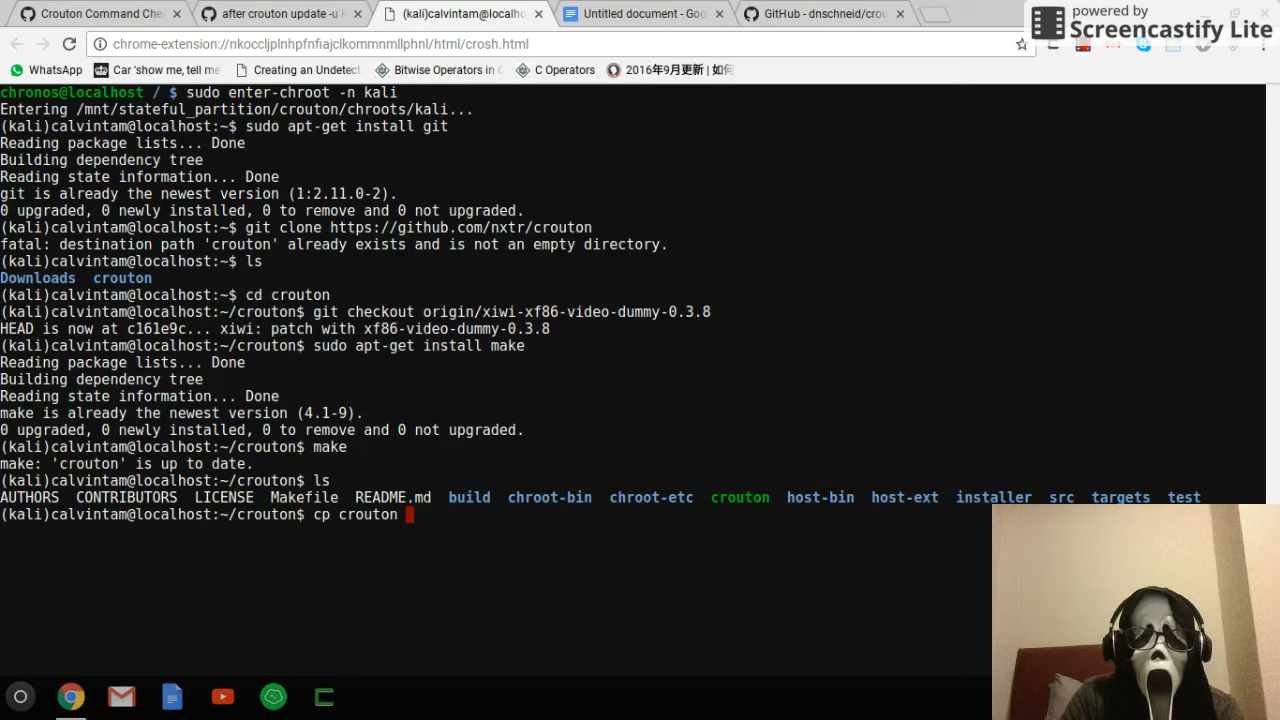 Crouton Command Che
after crouton update -u k
(kali)calvintam@localho
Untitled document - Goo
GitHub - dnschneid/crou
powered by
Screencastify Lite
chrome-extension://nkoccljplnhpfnfiajclkommnmllphnl/html/crosh.html
WhatsApp
Car 'show me, tell me
Creating an Undetect
Bitwise Operators in C
C Operators
2016年9月更新 | 如何
chronos@localhost / $ sudo enter-chroot -n kali
Entering /mnt/stateful_partition/crouton/chroots/kali...
(kali)calvintam@localhost:~$ sudo apt-get install git
Reading package lists... Done
Building dependency tree
Reading state information... Done
git is already the newest version (1:2.11.0-2).
0 upgraded, 0 newly installed, 0 to remove and 0 not upgraded.
(kali)calvintam@localhost:~$ git clone https://github.com/nxtr/crouton
fatal: destination path 'crouton' already exists and is not an empty directory.
(kali)calvintam@localhost:~$ ls
Downloads  crouton
(kali)calvintam@localhost:~$ cd crouton
(kali)calvintam@localhost:~/crouton$ git checkout origin/xiwi-xf86-video-dummy-0.3.8
HEAD is now at c161e9c... xiwi: patch with xf86-video-dummy-0.3.8
(kali)calvintam@localhost:~/crouton$ sudo apt-get install make
Reading package lists... Done
Building dependency tree
Reading state information... Done
make is already the newest version (4.1-9).
0 upgraded, 0 newly installed, 0 to remove and 0 not upgraded.
(kali)calvintam@localhost:~/crouton$ make
make: 'crouton' is up to date.
(kali)calvintam@localhost:~/crouton$ ls
AUTHORS  CONTRIBUTORS  LICENSE  Makefile  README.md  build  chroot-bin  chroot-etc  crouton  host-bin  host-ext  installer  src  targets  test
(kali)calvintam@localhost:~/crouton$ cp crouton